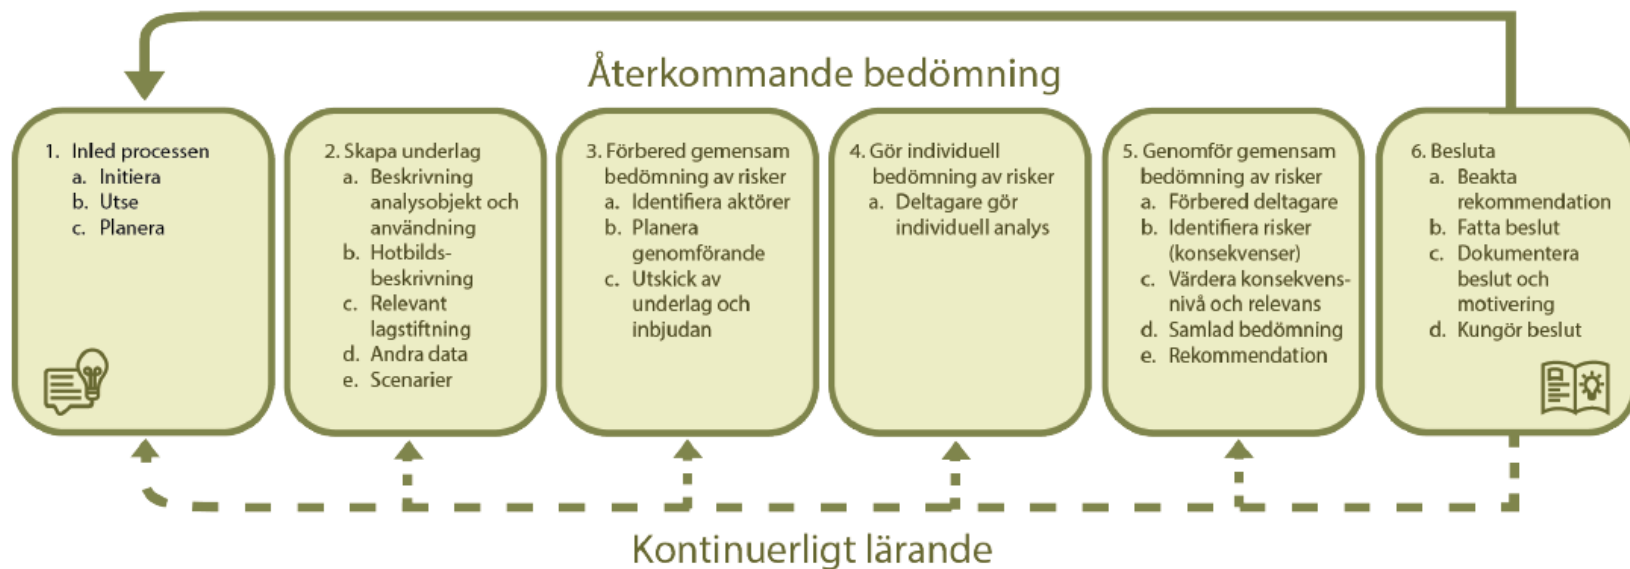 Återkommande bedömning
1. Inled processen
a. Initiera
b. Utse
c. Planera
2. Skapa underlag
a. Beskrivning
analysobjekt och
användning
b. Hotbilds-
beskrivning
c. Relevant
lagstiftning
d. Andra data
e. Scenarier
3. Förbered gemensam
bedömning av risker
a. Identifiera aktörer
b. Planera
genomförande
c. Utskick av
underlag och
inbjudan
4. Gör individuell
bedömning av risker
a. Deltagare gör
individuell analys
5. Genomför gemensam
bedömning av risker
a. Förbered deltagare
b. Identifiera risker
(konsekvenser)
c. Värdera konsekvens-
nivå och relevans
d. Samlad bedömning
e. Rekommendation
6. Besluta
a. Beakta
rekommendation
b. Fatta beslut
c. Dokumentera
beslut och
motivering
d. Kungör beslut
Kontinuerligt lärande